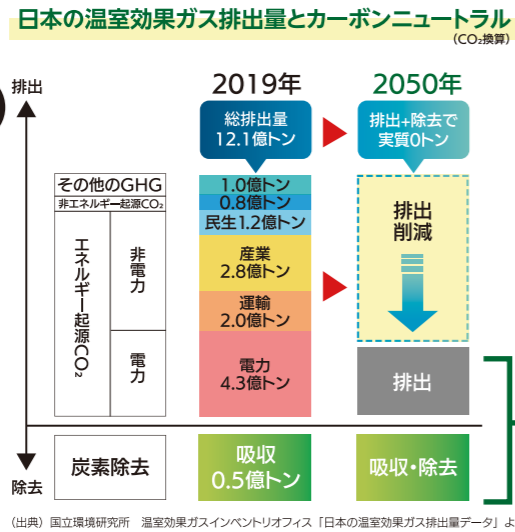 日本の温室効果ガス排出量とカーボンニュートラル
(CO₂換算)
排出
2019年
2050年
総排出量
12.1億トン
排出+除去で
実質0トン
その他のGHG
非エネルギー起源CO₂
エネルギー起源CO₂
非電力
電力
1.0億トン
0.8億トン
民生1.2億トン
産業
2.8億トン
運輸
2.0億トン
電力
4.3億トン
排出
削減
排出
除去
炭素除去
吸収
0.5億トン
吸収・除去
(出典) 国立環境研究所 温室効果ガスインベントリオフィス「日本の温室効果ガス排出量データ」よ